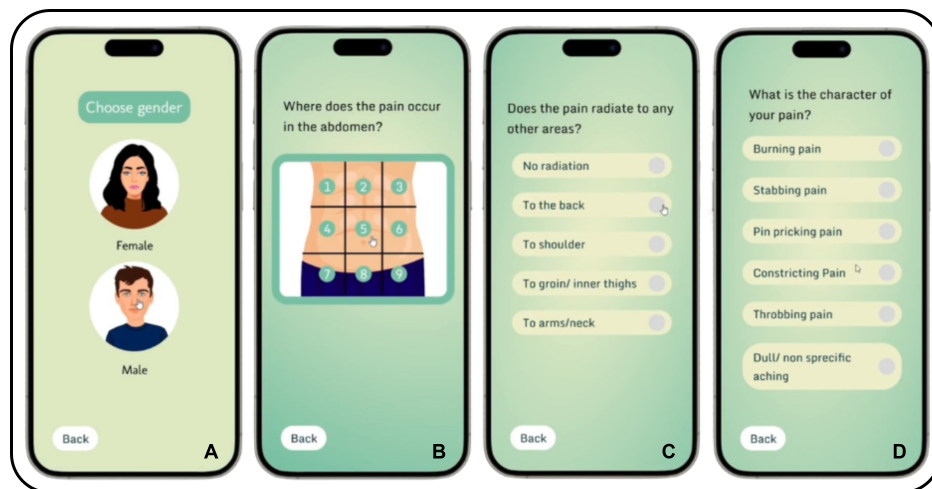 Choose gender
Female
Male
Back
A
Where does the pain occur
in the abdomen?
1 2 3
4 5 6
7 8 9
Back
B
Does the pain radiate to any
other areas?
No radiation
To the back
To shoulder
To groin/ inner thighs
To arms/neck
Back
C
What is the character of
your pain?
Burning pain
Stabbing pain
Pin pricking pain
Constricting Pain
Throbbing pain
Dull/ non sprecific
aching
Back
D